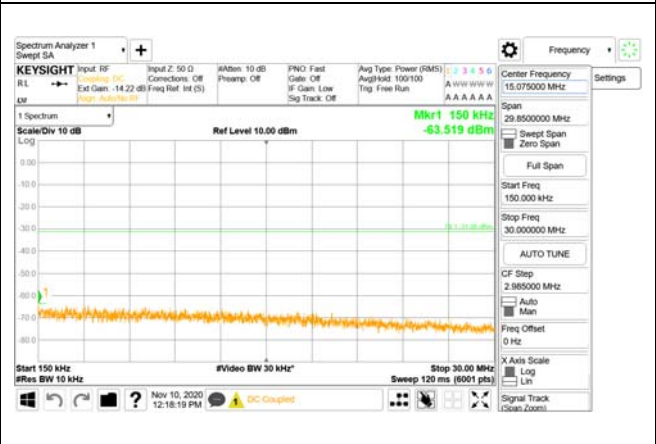 Spectrum Analyzer 1
Swept SA
+
Frequency
KEYSIGHT
RL
Input: RF
Coupling: DC
Ext Gain: -14.22 dB
Align: Auto/No RF
Input Z: 50 Ω
Corrections: Off
Freq Ref: Int (S)
#Atten: 10 dB
Preamp: Off
PNO: Fast
Gate: Off
IF Gain: Low
Sig Track: Off
Avg Type: Power (RMS)
Avg|Hold: 100/100
Trig: Free Run
1 2 3 4 5 6
A W W W W W
A A A A A A
1 Spectrum
Scale/Div 10 dB
Ref Level 10.00 dBm
Mkr1 150 kHz
-63.519 dBm
Log
0.00
-10.0
-20.0
-30.0
-40.0
-50.0
-60.0
-70.0
-80.0
1
Start 150 kHz
#Res BW 10 kHz
#Video BW 30 kHz*
Stop 30.00 MHz
Sweep 120 ms (6001 pts)
?
Nov 10, 2020
12:18:19 PM
1
DC Coupled
Settings
Center Frequency
15.075000 MHz
Span
29.8500000 MHz
Swept Span
Zero Span
Full Span
Start Freq
150.000 kHz
Stop Freq
30.000000 MHz
AUTO TUNE
CF Step
2.985000 MHz
Auto
Man
Freq Offset
0 Hz
X Axis Scale
Log
Lin
Signal Track
(Span Zoom)